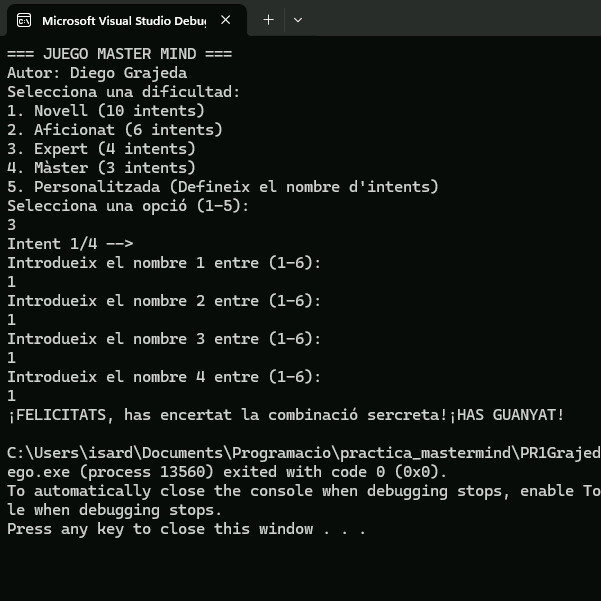 Microsoft Visual Studio Debu
=== JUEGO MASTER MIND ===
Autor: Diego Grajeda
Selecciona una dificultad:
1. Novell (10 intents)
2. Aficionat (6 intents)
3. Expert (4 intents)
4. Màster (3 intents)
5. Personalitzada (Defineix el nombre d'intents)
Selecciona una opció (1-5):
3
Intent 1/4 -->
Introdueix el nombre 1 entre (1-6):
1
Introdueix el nombre 2 entre (1-6):
1
Introdueix el nombre 3 entre (1-6):
1
Introdueix el nombre 4 entre (1-6):
1
¡FELICITATS, has encertat la combinació sercreta!¡HAS GUANYAT!
C:\Users\isard\Documents\Programacio\practica_mastermind\PR1Grajed
ego.exe (process 13560) exited with code 0 (0x0).
To automatically close the console when debugging stops, enable To
le when debugging stops.
Press any key to close this window . . .